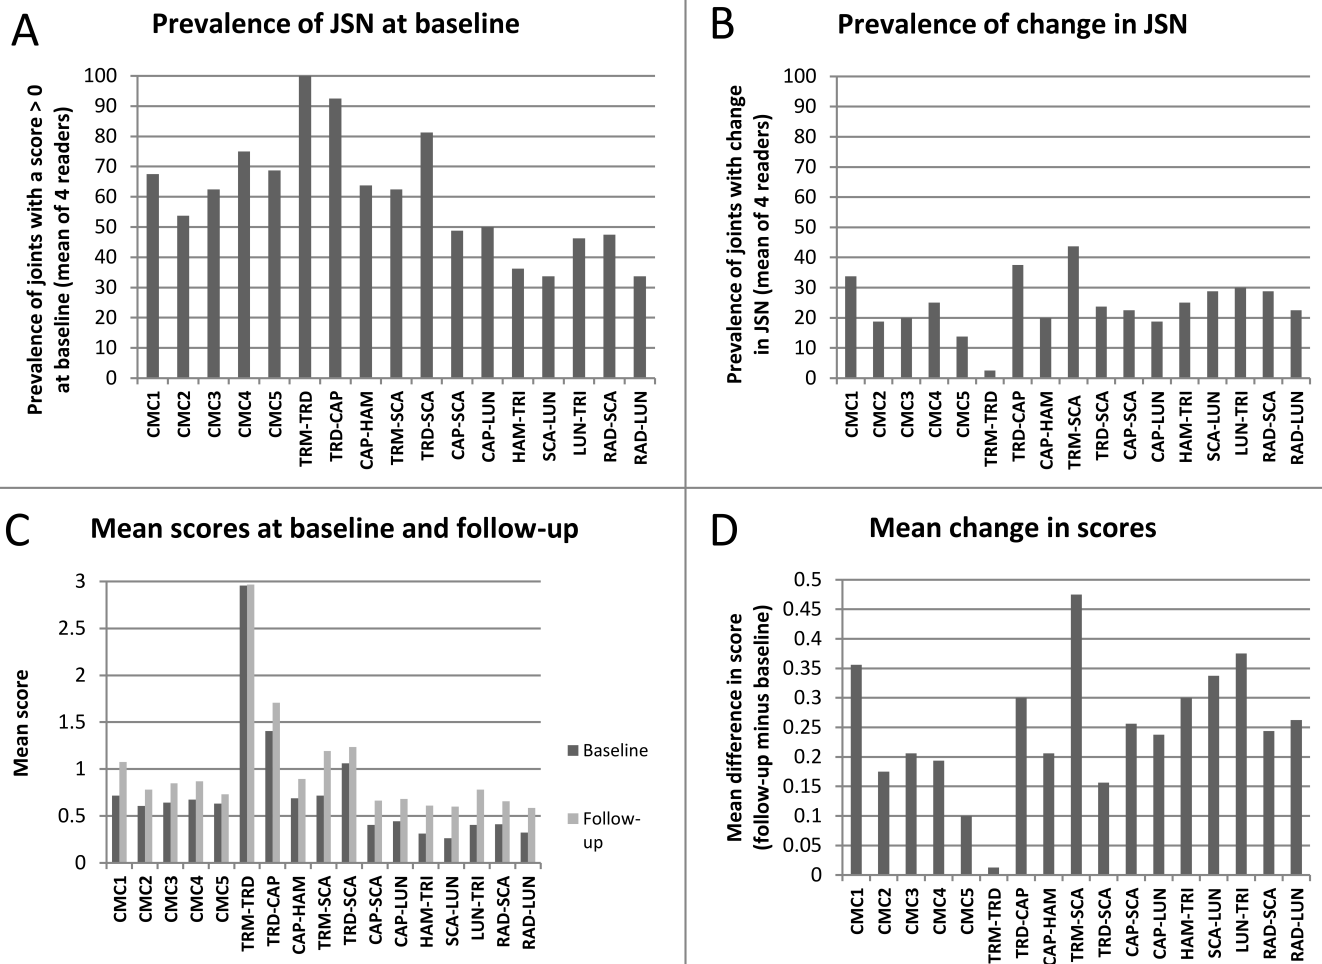 A
Prevalence of JSN at baseline
Prevalence of joints with a score > 0
at baseline (mean of 4 readers)
100
90
80
70
60
50
40
30
20
10
0
CMC1
CMC2
CMC3
CMC4
CMC5
TRM-TRD
TRD-CAP
CAP-HAM
TRM-SCA
TRD-SCA
CAP-SCA
CAP-LUN
HAM-TRI
SCA-LUN
LUN-TRI
RAD-SCA
RAD-LUN
B
Prevalence of change in JSN
Prevalence of joints with change
in JSN (mean of 4 readers)
100
90
80
70
60
50
40
30
20
10
0
CMC1
CMC2
CMC3
CMC4
CMC5
TRM-TRD
TRD-CAP
CAP-HAM
TRM-SCA
TRD-SCA
CAP-SCA
CAP-LUN
HAM-TRI
SCA-LUN
LUN-TRI
RAD-SCA
RAD-LUN
C
Mean scores at baseline and follow-up
Mean score
3
2.5
2
1.5
1
0.5
0
CMC1
CMC2
CMC3
CMC4
CMC5
TRM-TRD
TRD-CAP
CAP-HAM
TRM-SCA
TRD-SCA
CAP-SCA
CAP-LUN
HAM-TRI
SCA-LUN
LUN-TRI
RAD-SCA
RAD-LUN
Baseline
Follow-
up
D
Mean change in scores
Mean difference in score
(follow-up minus baseline)
0.5
0.45
0.4
0.35
0.3
0.25
0.2
0.15
0.1
0.05
0
CMC1
CMC2
CMC3
CMC4
CMC5
TRM-TRD
TRD-CAP
CAP-HAM
TRM-SCA
TRD-SCA
CAP-SCA
CAP-LUN
HAM-TRI
SCA-LUN
LUN-TRI
RAD-SCA
RAD-LUN